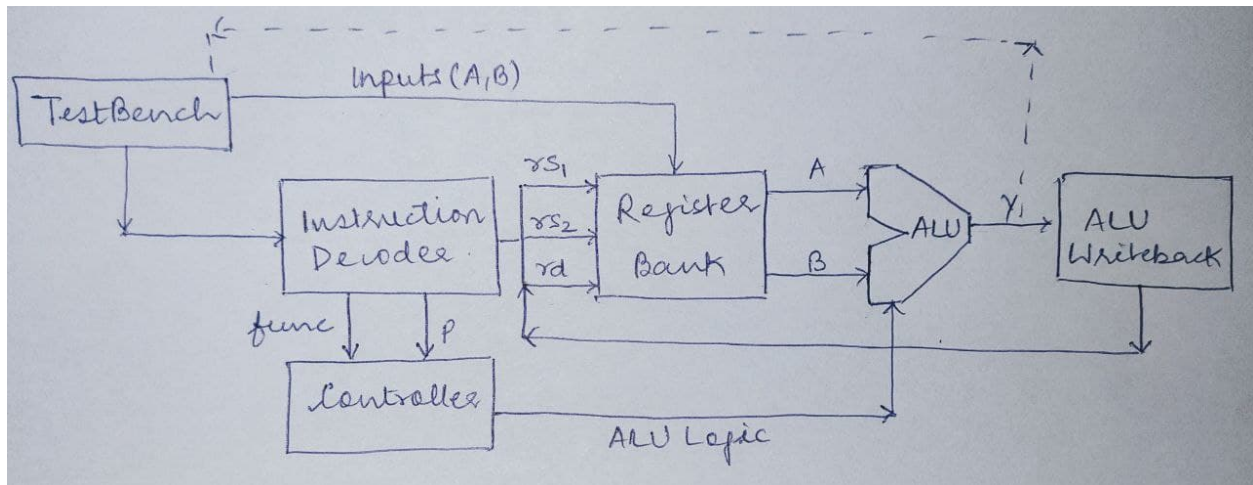 Inputs (A,B)
TestBench
rs1
rs2
rd
Instruction
Decoder.
Register
Bank
A
B
ALU
Y1
ALU
Writeback
func
P
Controller
ALU Logic